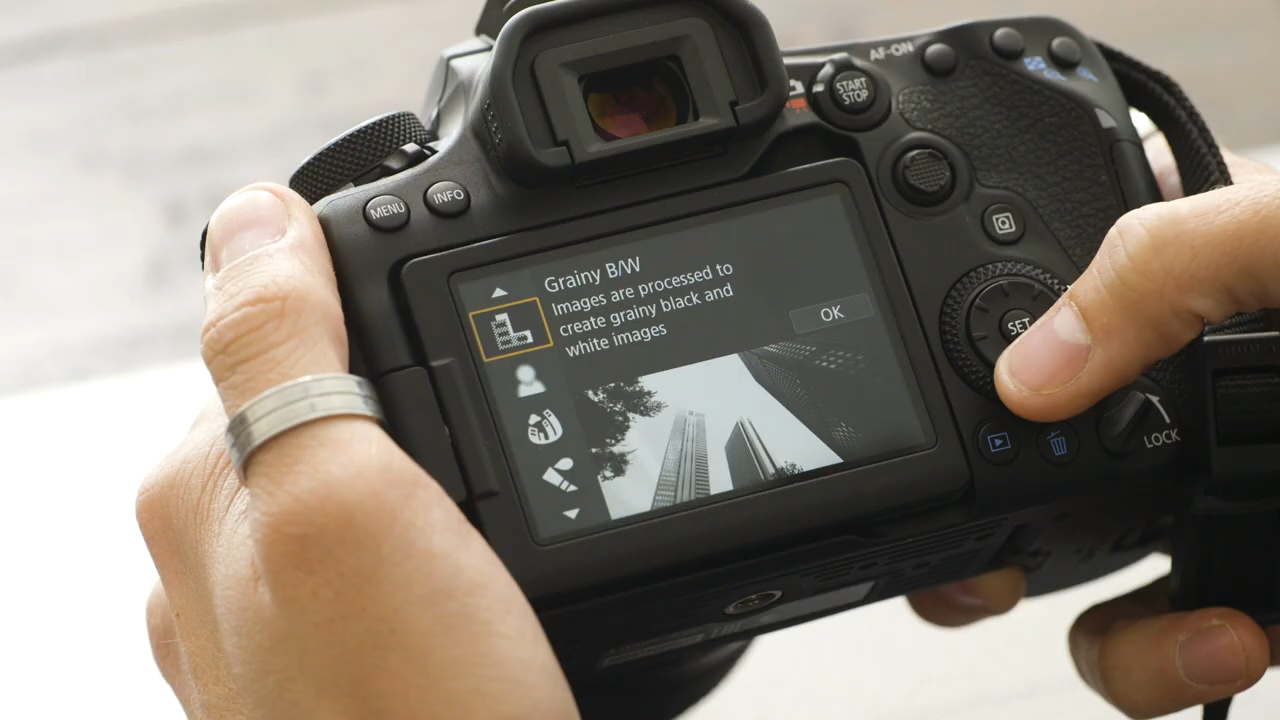 AF-ON
START
STOP
MENU
INFO
Q
Grainy B/W
Images are processed to
create grainy black and
white images
OK
SET
LOCK